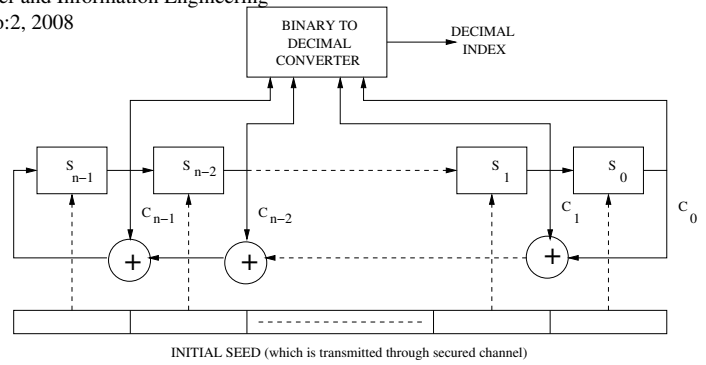 and Information Engineering
2, 2008
BINARY TO
DECIMAL
CONVERTER
DECIMAL
INDEX
S n−1
S n−2
S 1
S 0
C n−1
C n−2
C 1
C 0
+
+
+
INITIAL SEED (which is transmitted through secured channel)